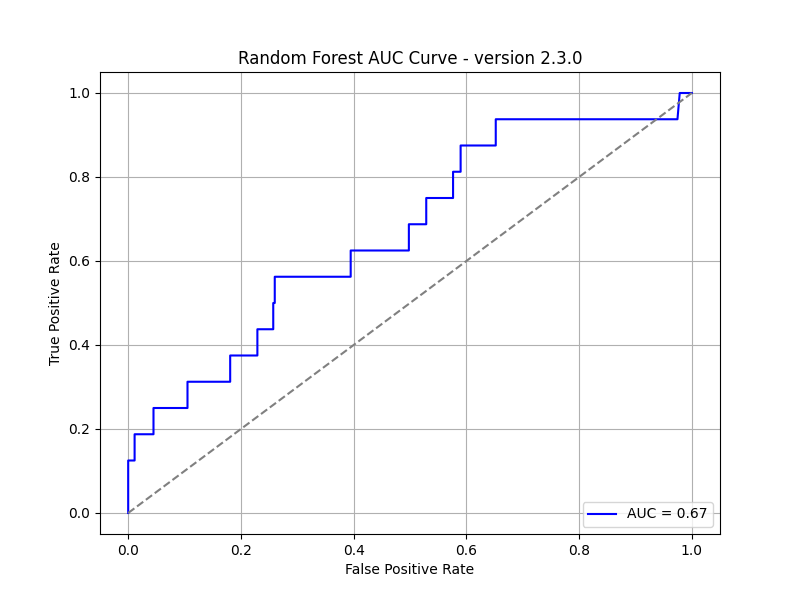 Random Forest AUC Curve - version 2.3.0
True Positive Rate
1.0
0.8
0.6
0.4
0.2
0.0
AUC = 0.67
0.0 0.2 0.4 0.6 0.8 1.0
False Positive Rate